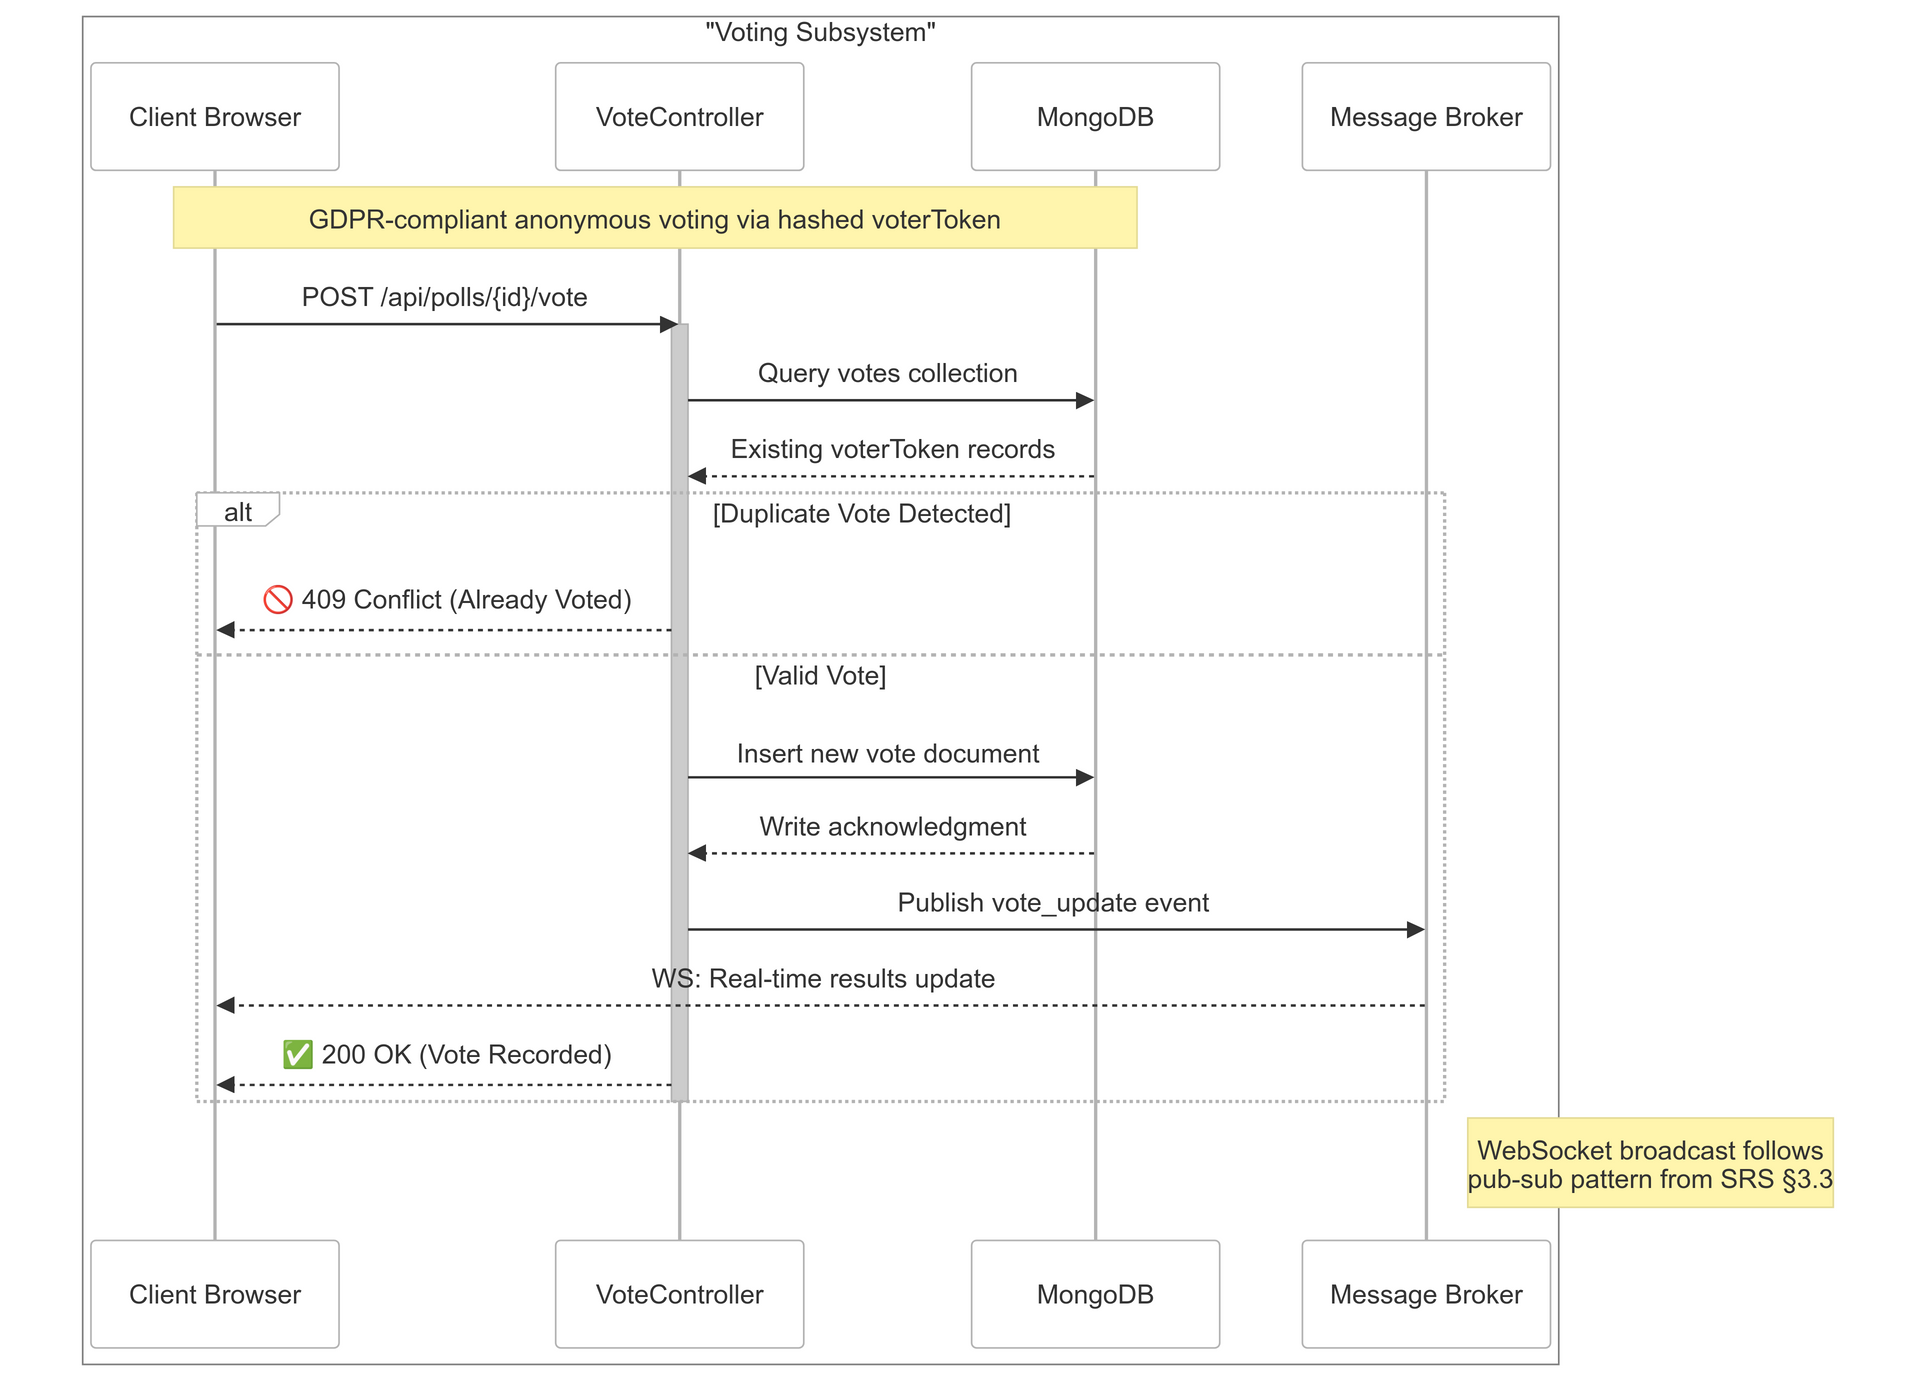 "Voting Subsystem"
Client Browser
VoteController
MongoDB
Message Broker
GDPR-compliant anonymous voting via hashed voterToken
POST /api/polls/{id}/vote
Query votes collection
Existing voterToken records
alt
[Duplicate Vote Detected]
🚫 409 Conflict (Already Voted)
[Valid Vote]
Insert new vote document
Write acknowledgment
Publish vote_update event
WS: Real-time results update
✅ 200 OK (Vote Recorded)
WebSocket broadcast follows
pub-sub pattern from SRS §3.3
Client Browser
VoteController
MongoDB
Message Broker